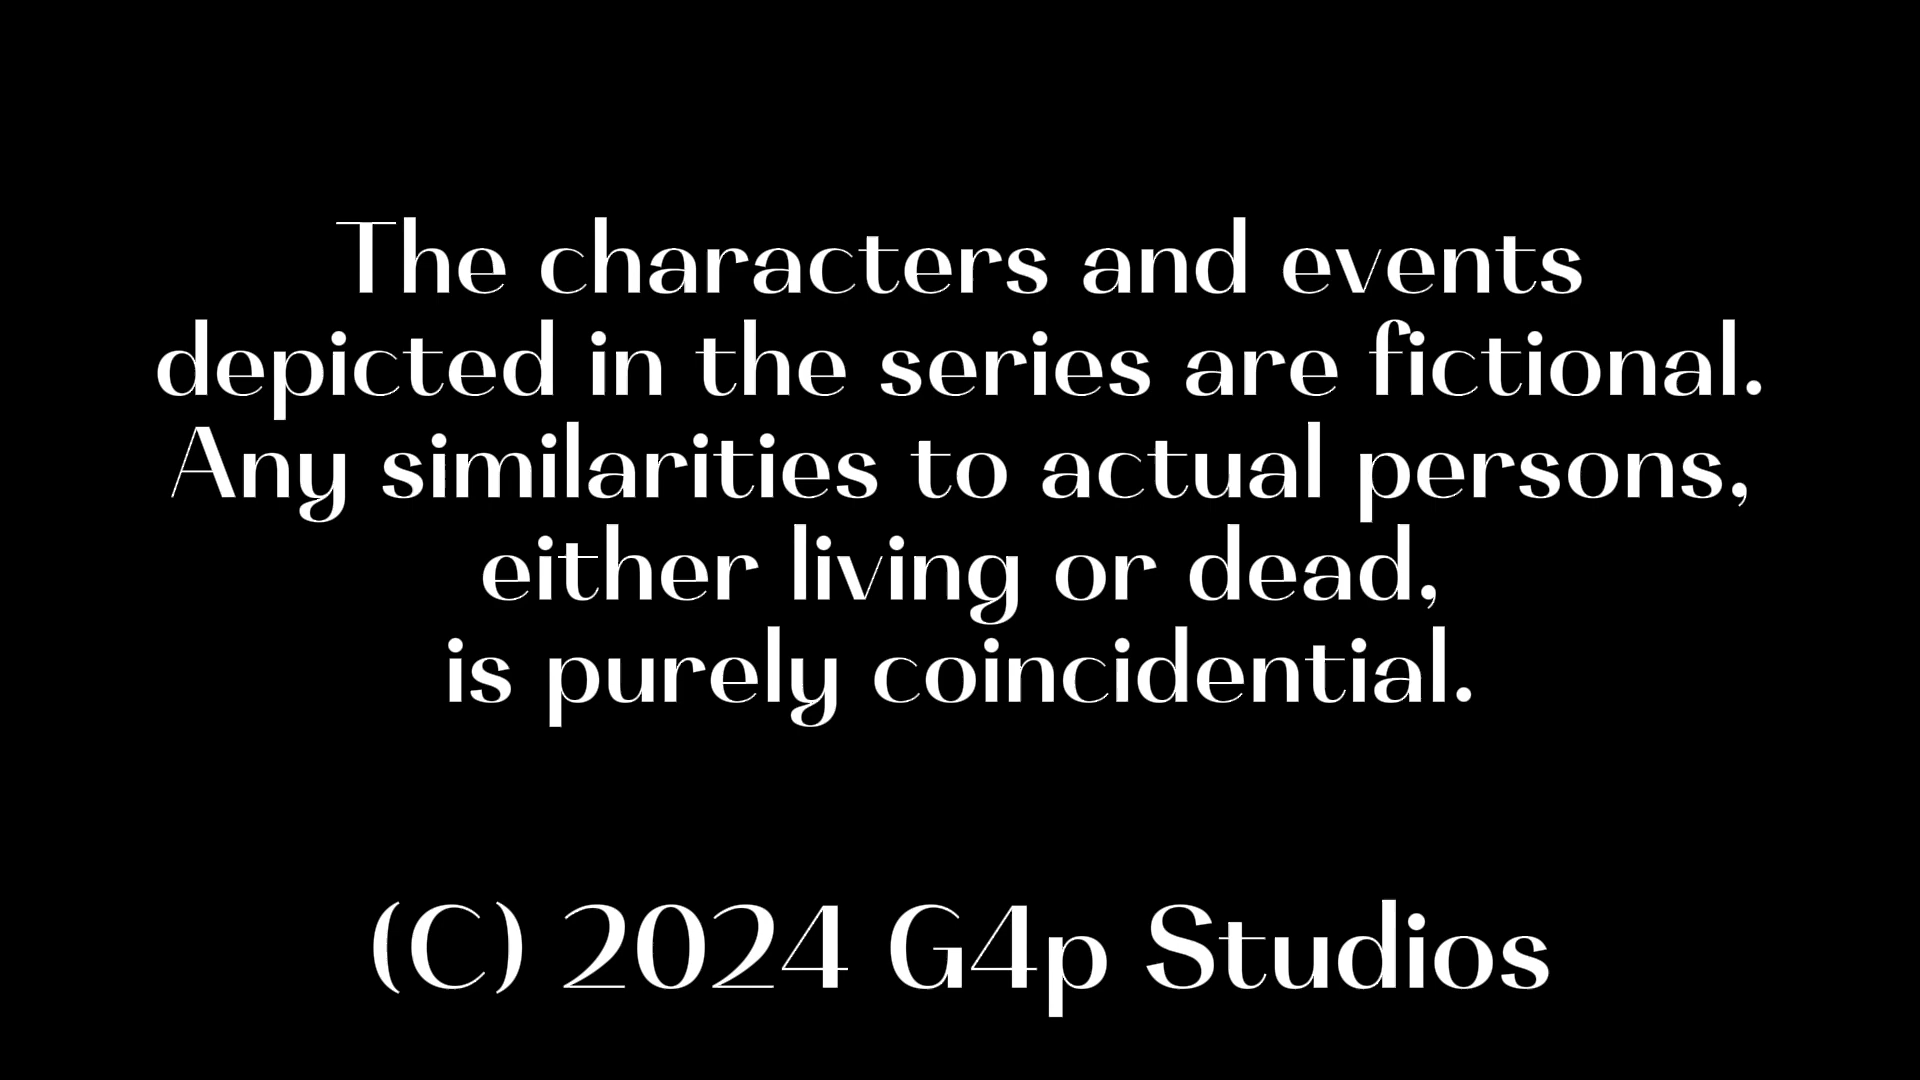 The characters and events
depicted in the series are fictional.
Any similarities to actual persons,
either living or dead,
is purely coincidential.
(C) 2024 G4p Studios